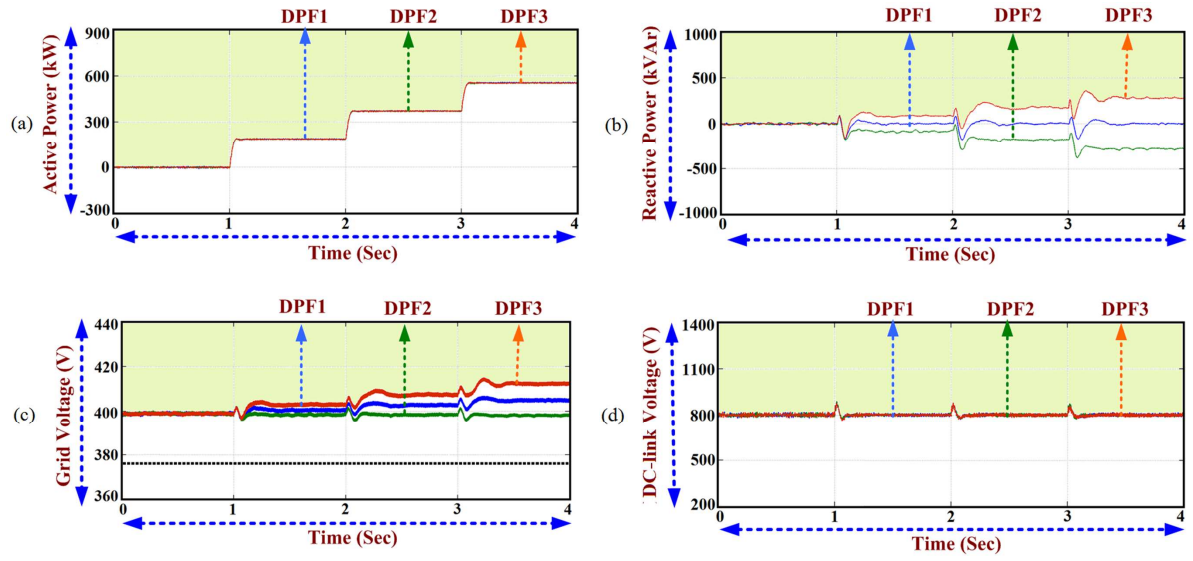 DPF1 DPF2 DPF3
900
600
300
0
-300
Active Power (kW)
(a)
0 1 2 3 4
Time (Sec)
DPF1 DPF2 DPF3
1000
500
0
-500
-1000
Reactive Power (kVAr)
(b)
0 1 2 3 4
Time (Sec)
DPF1 DPF2 DPF3
440
420
400
380
360
Grid Voltage (V)
(c)
0 1 2 3 4
Time (Sec)
DPF1 DPF2 DPF3
1400
1100
800
500
200
DC-link Voltage (V)
(d)
0 1 2 3 4
Time (Sec)